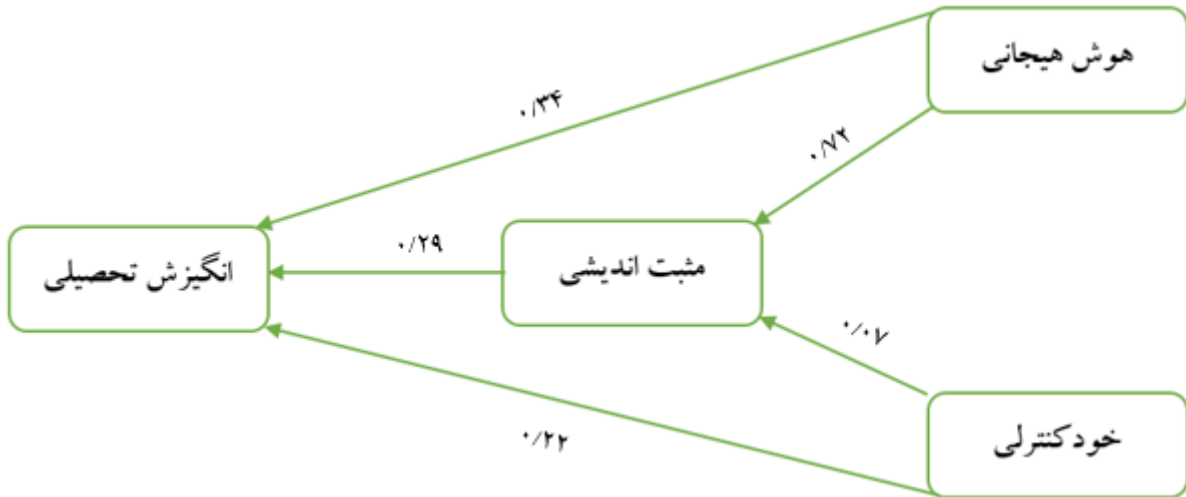 هوش هیجانی
۰/۳۴
۰/۷۲
مثبت اندیشی
۰/۲۹
انگیزش تحصیلی
۰/۰۷
خودکنترلی
۰/۲۲